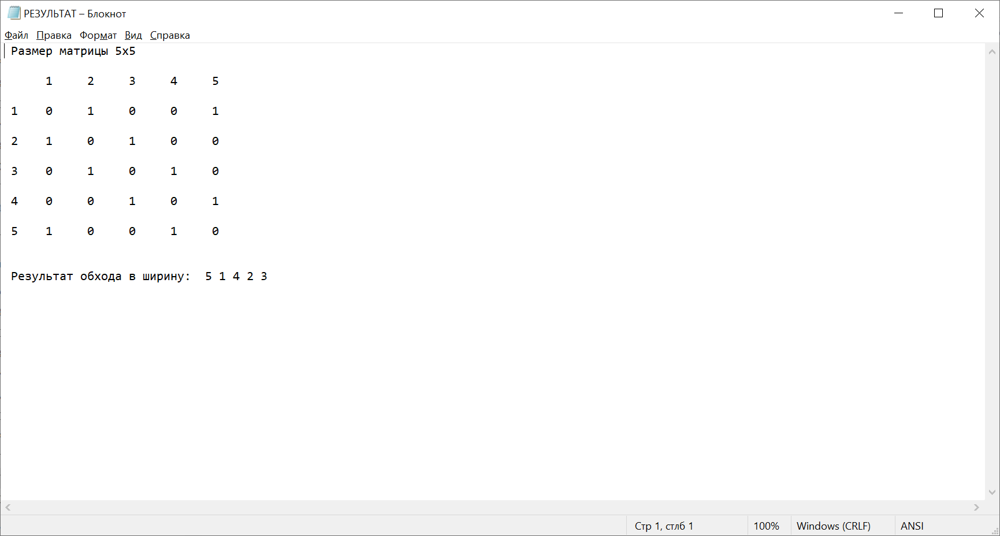 РЕЗУЛЬТАТ – Блокнот
Файл Правка Формат Вид Справка
Размер матрицы 5x5
1 2 3 4 5
1 0 1 0 0 1
2 1 0 1 0 0
3 0 1 0 1 0
4 0 0 1 0 1
5 1 0 0 1 0
Результат обхода в ширину: 5 1 4 2 3
Стр 1, стлб 1 100% Windows (CRLF) ANSI